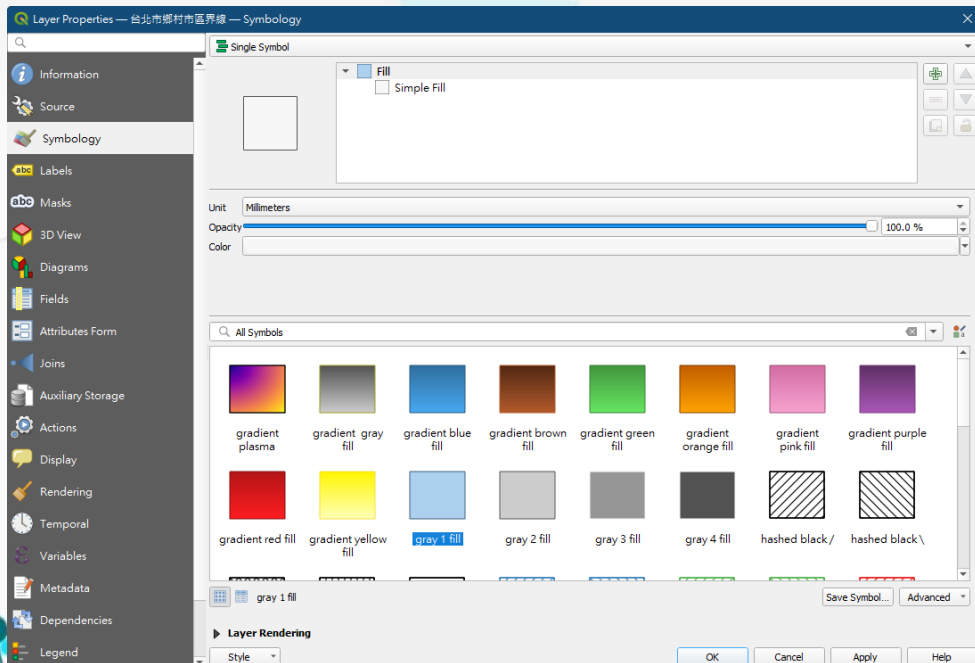 Layer Properties — 台北市鄉村市區界線 — Symbology
Single Symbol
Information
Source
Symbology
Labels
Masks
3D View
Diagrams
Fields
Attributes Form
Joins
Auxiliary Storage
Actions
Display
Rendering
Temporal
Variables
Metadata
Dependencies
Legend
Fill
Simple Fill
Unit Millimeters
Opacity 100.0 %
Color
All Symbols
gradient plasma
gradient gray fill
gradient blue fill
gradient brown fill
gradient green fill
gradient orange fill
gradient pink fill
gradient purple fill
gradient red fill
gradient yellow fill
gray 1 fill
gray 2 fill
gray 3 fill
gray 4 fill
hashed black /
hashed black \
gray 1 fill
Save Symbol...
Advanced
Layer Rendering
Style
OK
Cancel
Apply
Help